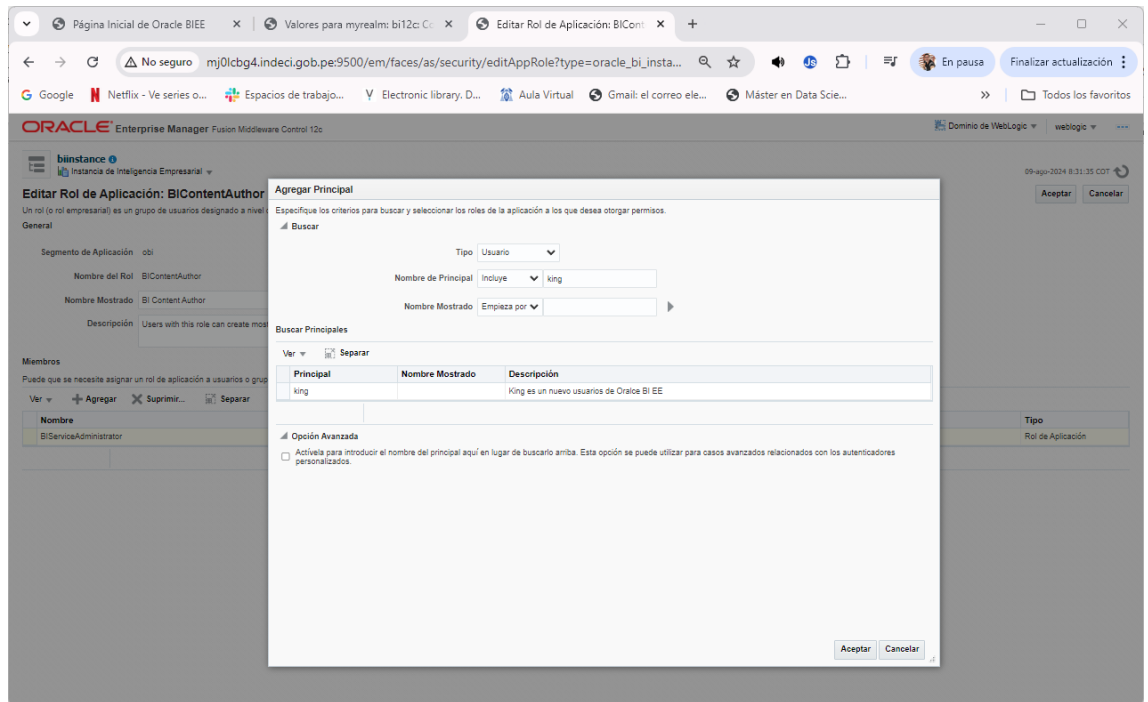 Página Inicial de Oracle BIEE
Valores para myrealm: bi12c: Co
Editar Rol de Aplicación: BIConte
No seguro mj0lcbg4.indeci.gob.pe:9500/em/faces/as/security/editAppRole?type=oracle_bi_insta...
En pausa
Finalizar actualización
Google
Netflix - Ve series o...
Espacios de trabajo...
Electronic library. D...
Aula Virtual
Gmail: el correo ele...
Máster en Data Scie...
Todos los favoritos
ORACLE Enterprise Manager Fusion Middleware Control 12c
Dominio de WebLogic
weblogic
biinstance
Instancia de Inteligencia Empresarial
09-ago-2024 8:31:35 COT
Editar Rol de Aplicación: BIContentAuthor
Aceptar Cancelar
Un rol (o rol empresarial) es un grupo de usuarios designado a nivel
General
Segmento de Aplicación obi
Nombre del Rol BIContentAuthor
Nombre Mostrado BI Content Author
Descripción Users with this role can create most
Miembros
Puede que se necesite asignar un rol de aplicación a usuarios o grup
Ver Agregar Suprimir... Separar
Nombre Tipo
BIServiceAdministrator Rol de Aplicación
Agregar Principal
Especifique los criterios para buscar y seleccionar los roles de la aplicación a los que desea otorgar permisos.
Buscar
Tipo Usuario
Nombre de Principal Incluye king
Nombre Mostrado Empieza por
Buscar Principales
Ver Separar
Principal Nombre Mostrado Descripción
king King es un nuevo usuarios de Oralce BI EE
Opción Avanzada
Actívela para introducir el nombre del principal aquí en lugar de buscarlo arriba. Esta opción se puede utilizar para casos avanzados relacionados con los autenticadores
personalizados.
Aceptar Cancelar